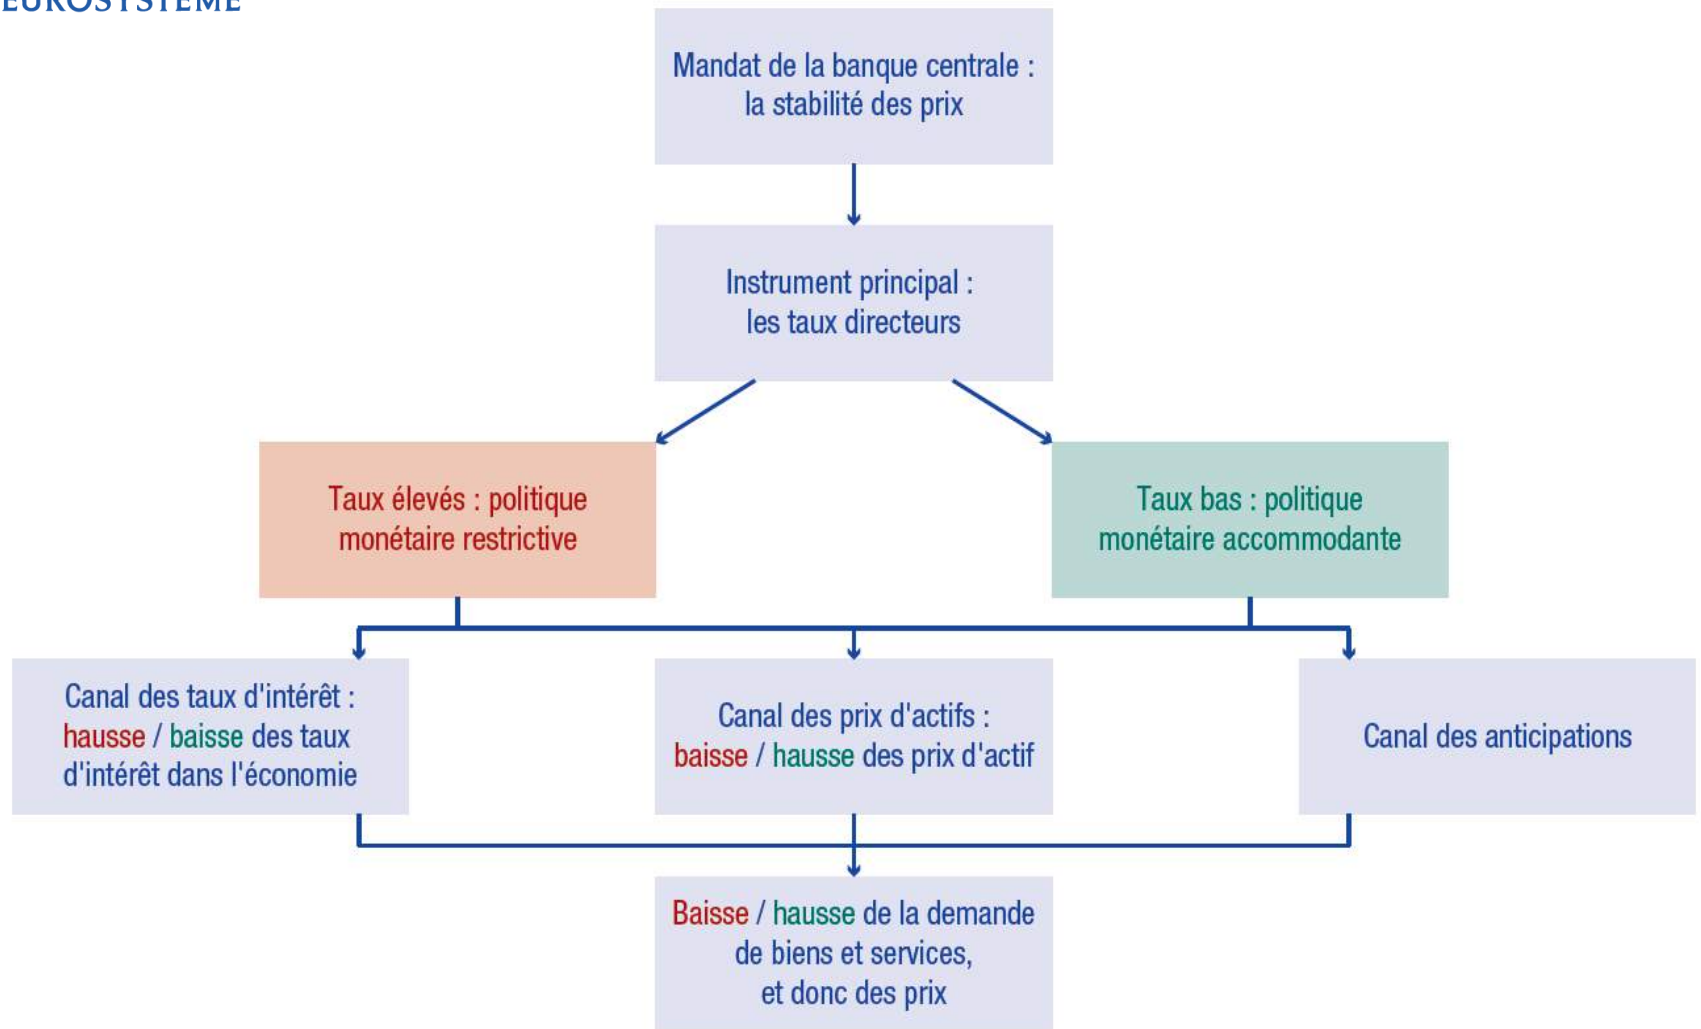 EUROSYSTÈME
Mandat de la banque centrale :
la stabilité des prix
Instrument principal :
les taux directeurs
Taux élevés : politique
monétaire restrictive
Taux bas : politique
monétaire accommodante
Canal des taux d'intérêt :
hausse / baisse des taux
d'intérêt dans l'économie
Canal des prix d'actifs :
baisse / hausse des prix d'actif
Canal des anticipations
Baisse / hausse de la demande
de biens et services,
et donc des prix